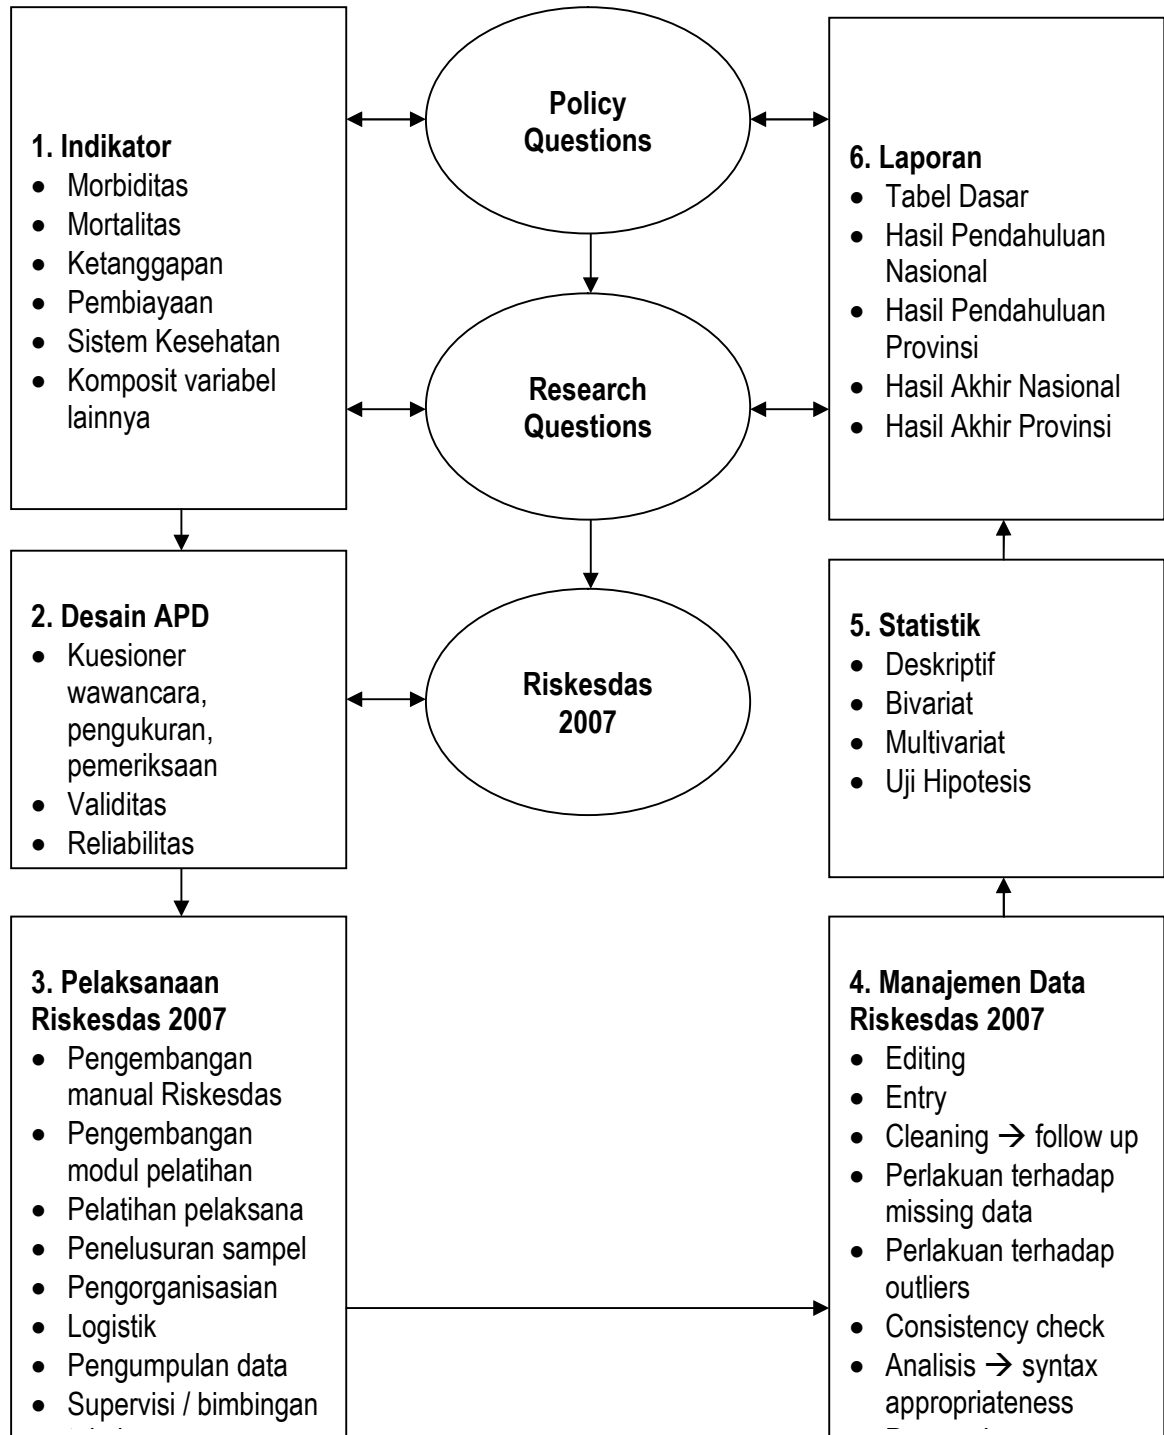 Policy
Questions
1. Indikator
• Morbiditas
• Mortalitas
• Ketanggapan
• Pembiayaan
• Sistem Kesehatan
• Komposit variabel
lainnya
6. Laporan
• Tabel Dasar
• Hasil Pendahuluan
Nasional
• Hasil Pendahuluan
Provinsi
• Hasil Akhir Nasional
• Hasil Akhir Provinsi
Research
Questions
2. Desain APD
• Kuesioner
wawancara,
pengukuran,
pemeriksaan
• Validitas
• Reliabilitas
Riskesdas
2007
5. Statistik
• Deskriptif
• Bivariat
• Multivariat
• Uji Hipotesis
3. Pelaksanaan
Riskesdas 2007
• Pengembangan
manual Riskesdas
• Pengembangan
modul pelatihan
• Pelatihan pelaksana
• Penelusuran sampel
• Pengorganisasian
• Logistik
• Pengumpulan data
• Supervisi / bimbingan
4. Manajemen Data
Riskesdas 2007
• Editing
• Entry
• Cleaning → follow up
• Perlakuan terhadap
missing data
• Perlakuan terhadap
outliers
• Consistency check
• Analisis → syntax
appropriateness